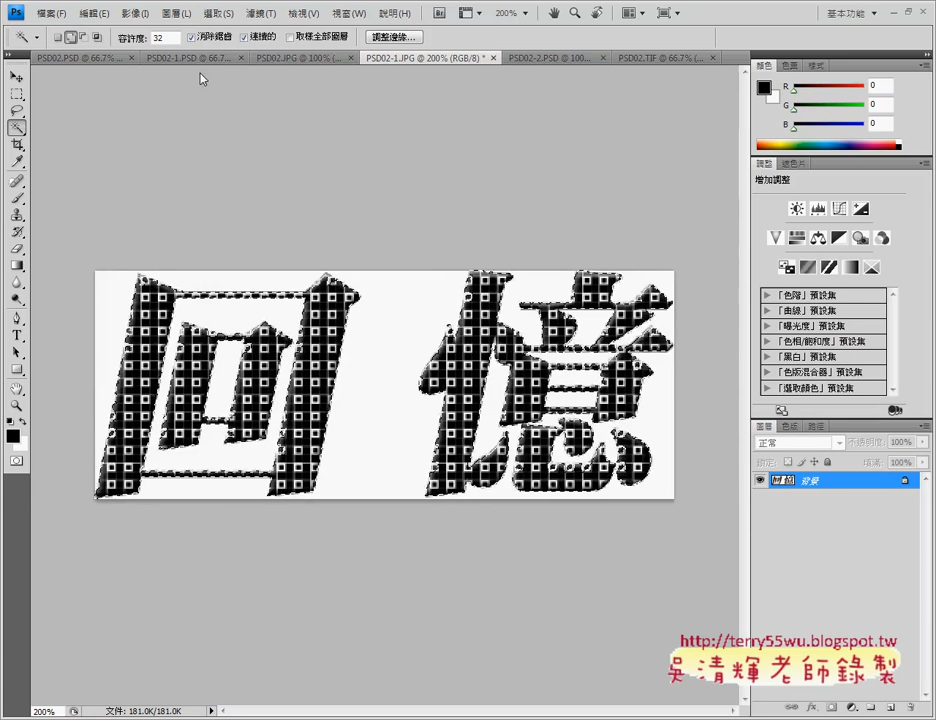 Ps 檔案(F) 編輯(E) 影像(I) 圖層(L) 選取(S) 濾鏡(T) 檢視(V) 視窗(W) 說明(H) Br 200% 基本功能
容許度: 32 消除鋸齒 連續的 取樣全部圖層 調整邊緣...
PSD02.PSD @ 66.7% ... PSD02-1.PSD @ 66.7... PSD02.JPG @ 100% (... PSD02-1.JPG @ 200% (RGB/8) * PSD02-2.PSD @ 100... PSD02.TIF @ 66.7% (...
顏色 色票 樣式
R 0
G 0
B 0
調整 遮色片
增加調整
「色階」預設集
「曲線」預設集
「曝光度」預設集
「色相/飽和度」預設集
「黑白」預設集
「色版混合器」預設集
「選取顏色」預設集
回憶
圖層 色版 路徑
正常 不透明度: 100%
鎖定: 填滿: 100%
背景
http://terry55wu.blogspot.tw
吳清輝老師錄製
200% 文件: 181.0K/181.0K